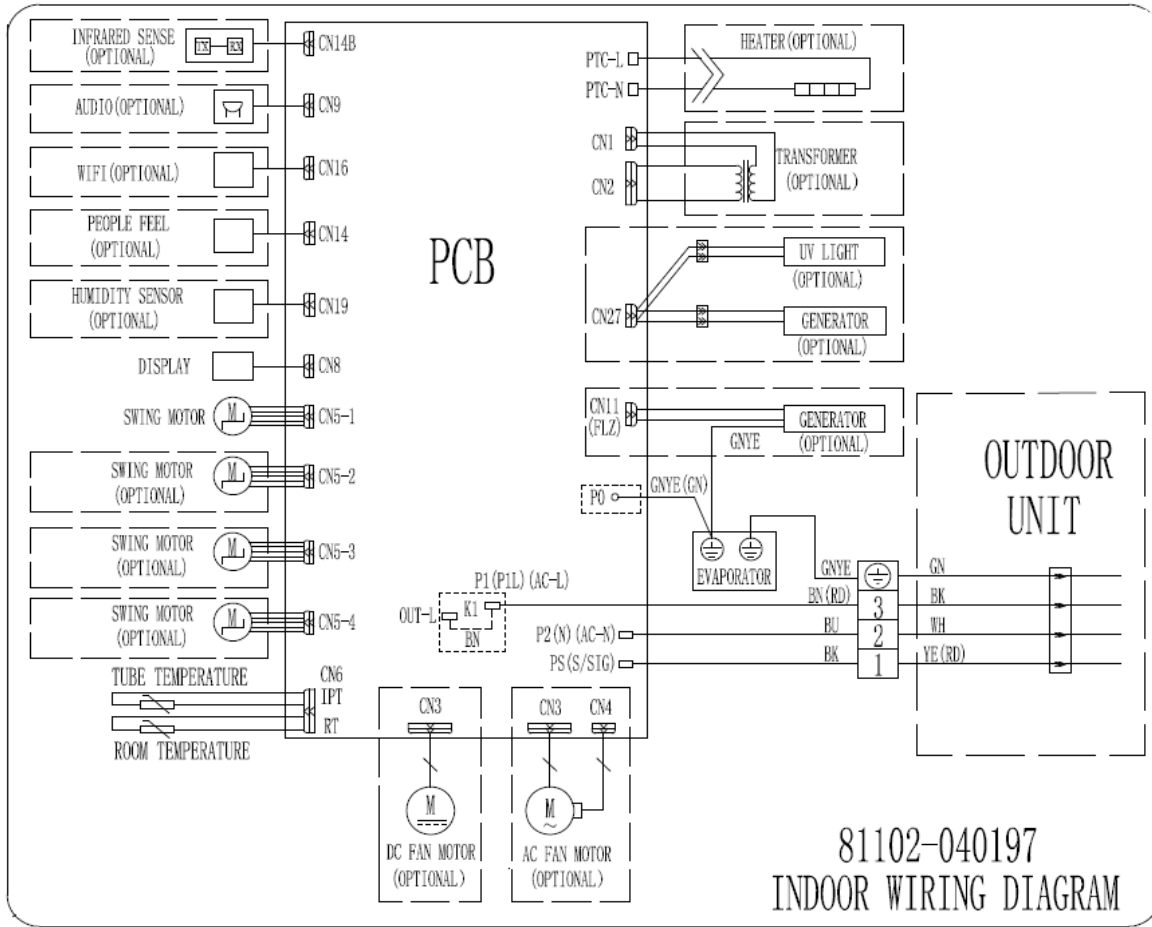 INFRARED SENSE
(OPTIONAL)
TX
RX
CN14B
AUDIO(OPTIONAL)
CN9
WIFI(OPTIONAL)
CN16
PEOPLE FEEL
(OPTIONAL)
CN14
HUMIDITY SENSOR
(OPTIONAL)
CN19
DISPLAY
CN8
SWING MOTOR
M
CN5-1
SWING MOTOR
(OPTIONAL)
M
CN5-2
SWING MOTOR
(OPTIONAL)
M
CN5-3
SWING MOTOR
(OPTIONAL)
M
CN5-4
TUBE TEMPERATURE
CN6
IPT
RT
ROOM TEMPERATURE
PCB
PTC-L
PTC-N
HEATER(OPTIONAL)
CN1
CN2
TRANSFORMER
(OPTIONAL)
CN27
UV LIGHT
(OPTIONAL)
GENERATOR
(OPTIONAL)
CN11
(FLZ)
GENERATOR
(OPTIONAL)
GNYE
P0
GNYE(GN)
EVAPORATOR
OUTDOOR
UNIT
P1(P1L)(AC-L)
OUT-L
K1
BN
P2(N)(AC-N)
PS(S/SIG)
GNYE
GN
BN(RD)
3
BK
BU
2
WH
BK
1
YE(RD)
CN3
M
DC FAN MOTOR
(OPTIONAL)
CN3
CN4
M
~
AC FAN MOTOR
(OPTIONAL)
81102-040197
INDOOR WIRING DIAGRAM